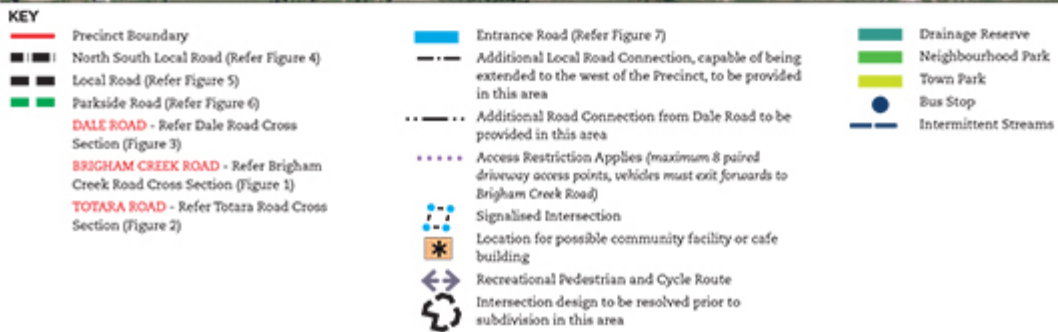 KEY
Precinct Boundary
North South Local Road (Refer Figure 4)
Local Road (Refer Figure 5)
Parkside Road (Refer Figure 6)
DALE ROAD - Refer Dale Road Cross
Section (Figure 3)
BRIGHAM CREEK ROAD - Refer Brigham
Creek Road Cross Section (Figure 1)
TOTARA ROAD - Refer Totara Road Cross
Section (Figure 2)
Entrance Road (Refer Figure 7)
Additional Local Road Connection, capable of being
extended to the west of the Precinct, to be provided
in this area
Additional Road Connection from Dale Road to be
provided in this area
Access Restriction Applies (maximum 8 paired
driveway access points, vehicles must exit forwards to
Brigham Creek Road)
Signalised Intersection
Location for possible community facility or cafe
building
Recreational Pedestrian and Cycle Route
Intersection design to be resolved prior to
subdivision in this area
Drainage Reserve
Neighbourhood Park
Town Park
Bus Stop
Intermittent Streams